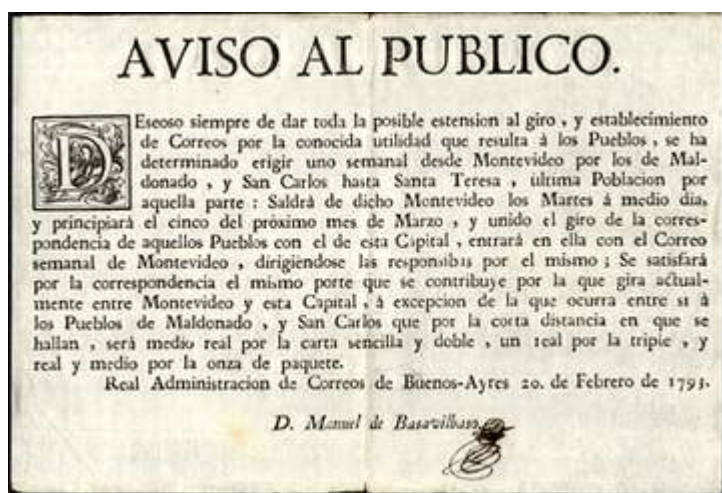 AVISO AL PUBLICO.
DEseoso siempre de dar toda la posible estension al giro , y establecimiento
de Correos por la conocida utilidad que resulta á los Pueblos , se ha
determinado erigir uno semanal desde Montevideo por los de Mal-
donado , y San Carlos hasta Santa Teresa , última Poblacion por
aquella parte : Saldrá de dicho Montevideo los Martes á medio dia,
y principiará el cinco del próximo mes de Marzo , y unido el giro de la corres-
pondencia de aquellos Pueblos con el de esta Capital , entrará en ella con el Correo
semanal de Montevideo , dirigiendose las por el mismo ; Se satisfará
por la correspondencia el mismo porte que se contribuye por la que gira actual-
mente entre Montevideo y esta Capital , á excepcion de la que ocurra entre si á
los Pueblos de Maldonado , y San Carlos que por la corta distancia en que se
hallan , será medio real por la carta sencilla y doble , un real por la triple , y
real y medio por la onza de paquete.
Real Administracion de Correos de Buenos-Ayres 20. de Febrero de
D. Manuel de Basavilbaso